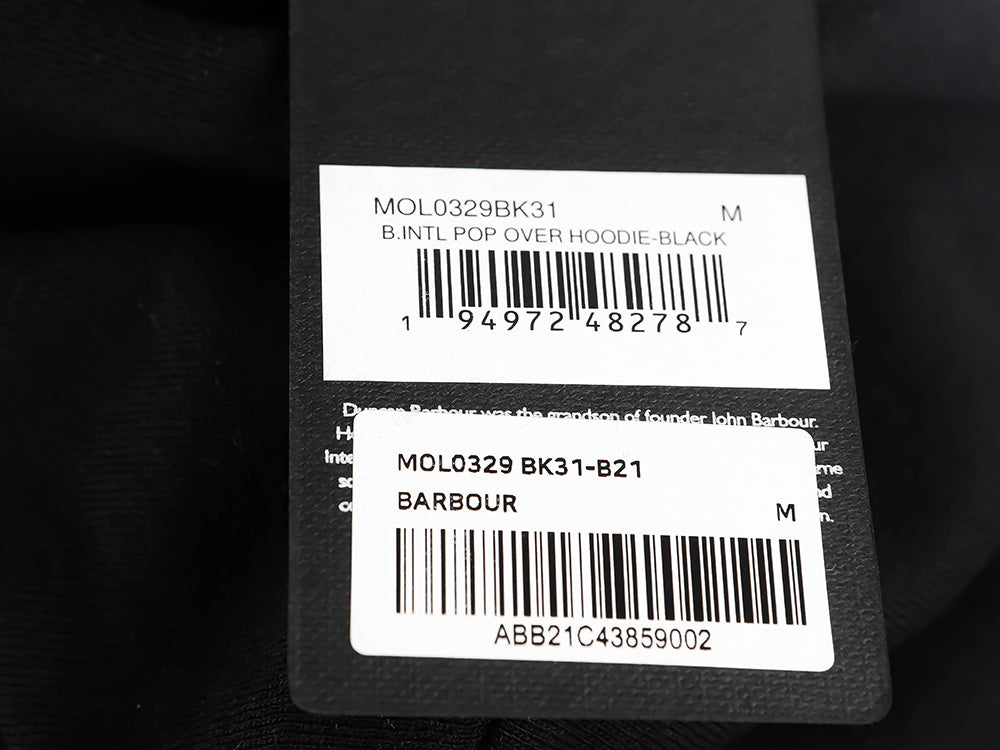 MOL0329BK31 M
B.INTL POP OVER HOODIE-BLACK
1 94972 48278 7
Duncan Barbour was the grandson of founder John Barbour.
MOL0329 BK31-B21
BARBOUR M
ABB21C43859002